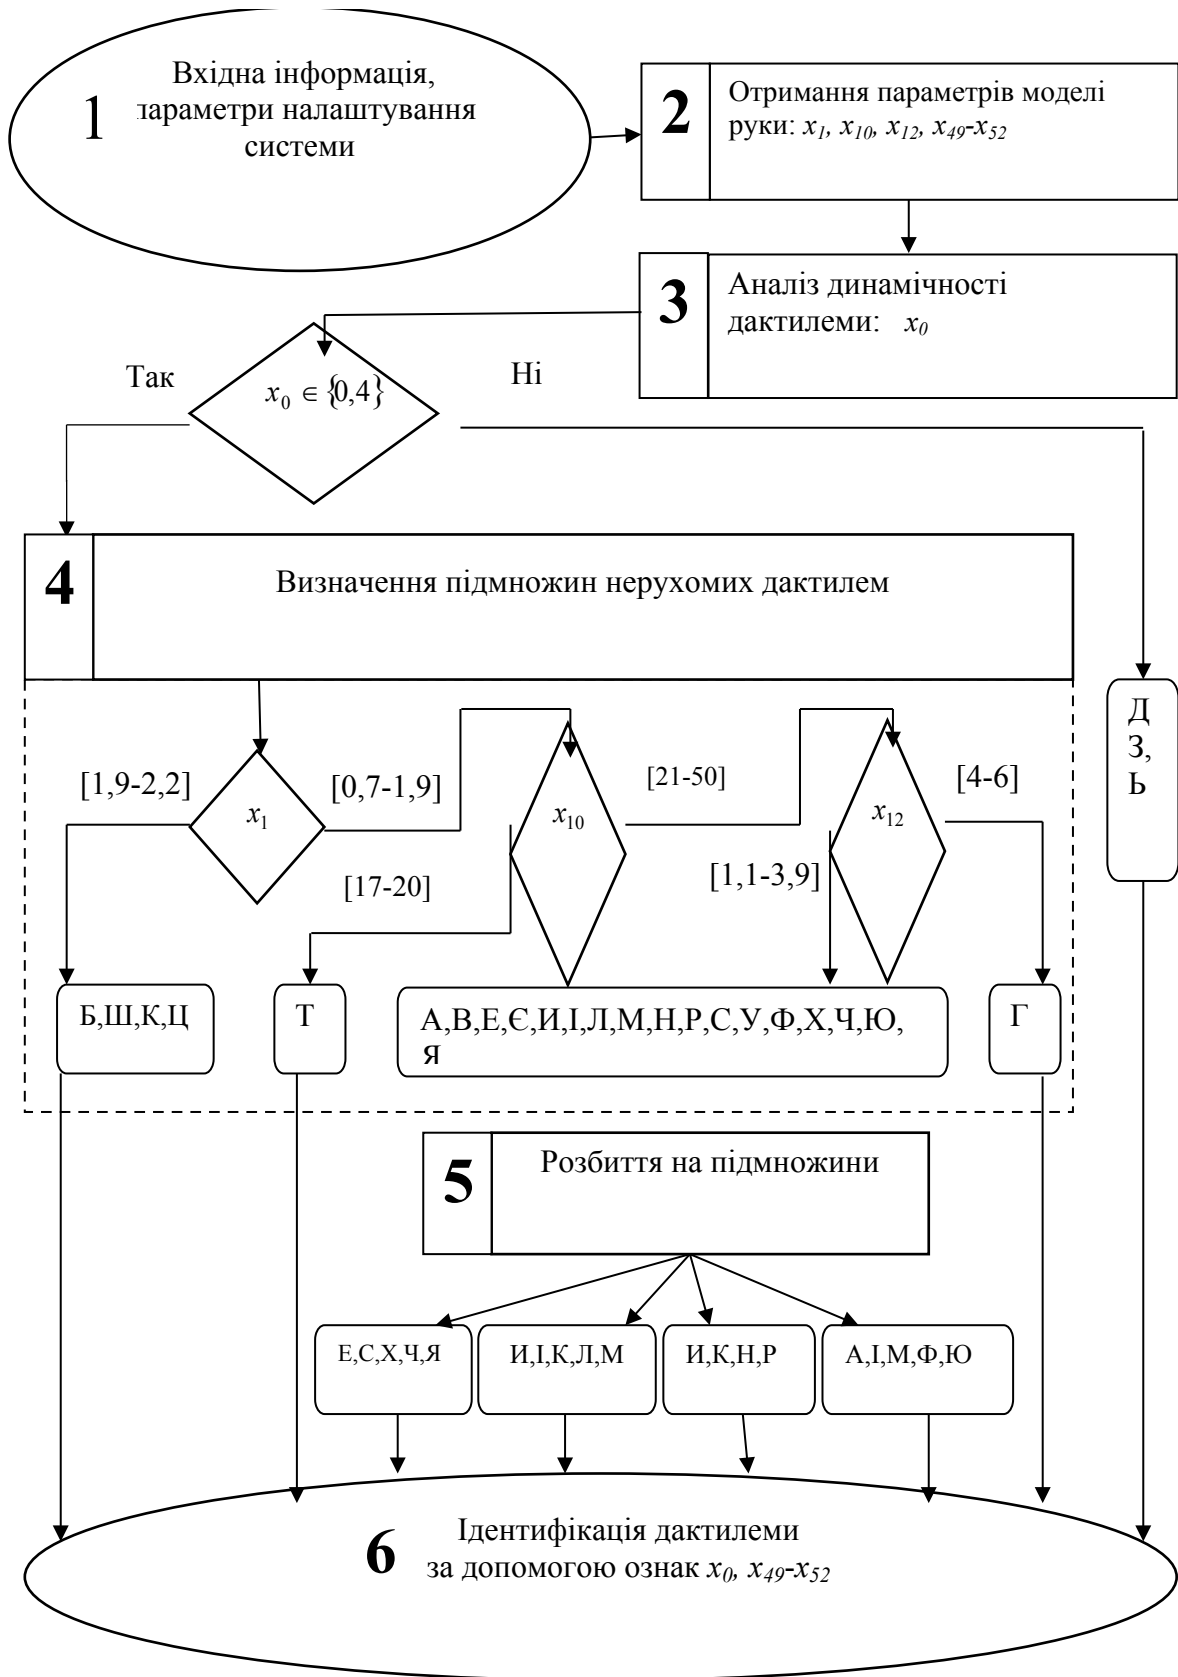 1
Вхідна інформація,
параметри налаштування
системи
2
Отримання параметрів моделі
руки: x1, x10, x12, x49-x52
3
Аналіз динамічності
дактилеми: x0
Так
x0 ∈ {0,4}
Ні
4
Визначення підмножин нерухомих дактилем
Д
З,
Ь
[1,9-2,2]
x1
[0,7-1,9]
x10
[21-50]
x12
[4-6]
[17-20]
[1,1-3,9]
Б,Ш,К,Ц
Т
А,В,Е,Є,И,І,Л,М,Н,Р,С,У,Ф,Х,Ч,Ю,
Я
Г
5
Розбиття на підмножини
Е,С,Х,Ч,Я
И,І,К,Л,М
И,К,Н,Р
А,І,М,Ф,Ю
6
Ідентифікація дактилеми
за допомогою ознак x0, x49-x52